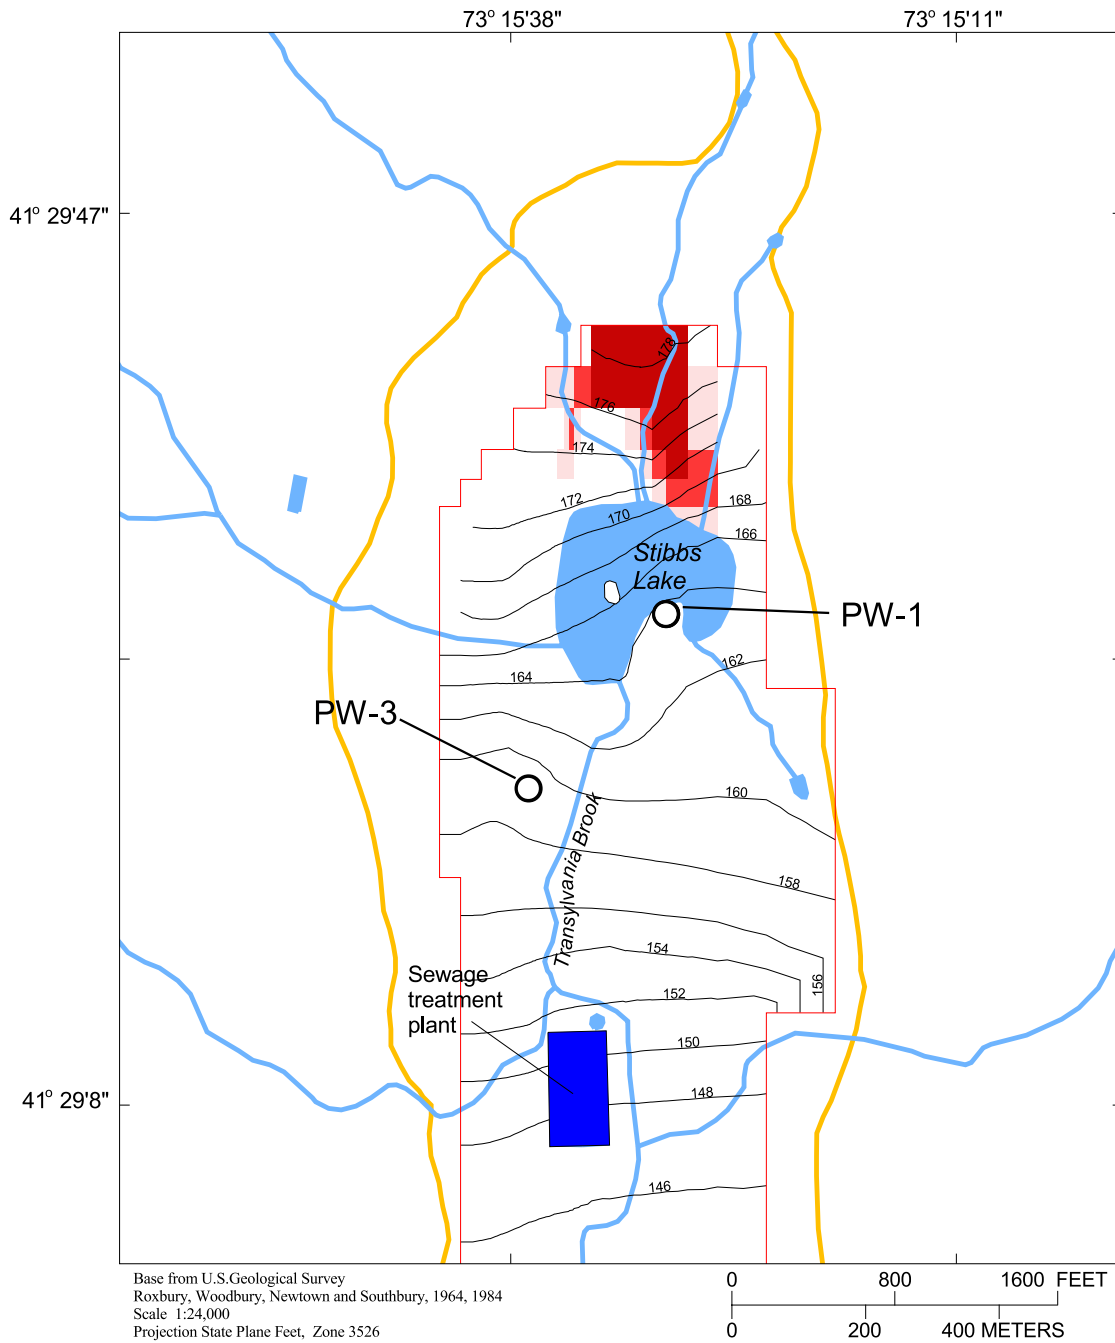 73° 15'38"
73° 15'11"
41° 29'47"
178
176
174
172
170
168
166
Stibbs
Lake
PW-1
164
162
PW-3
160
Transylvania Brook
158
156
154
Sewage
treatment
plant
152
150
148
41° 29'8"
146
Base from U.S.Geological Survey
Roxbury, Woodbury, Newtown and Southbury, 1964, 1984
Scale 1:24,000
Projection State Plane Feet, Zone 3526
0 800 1600 FEET
0 200 400 METERS